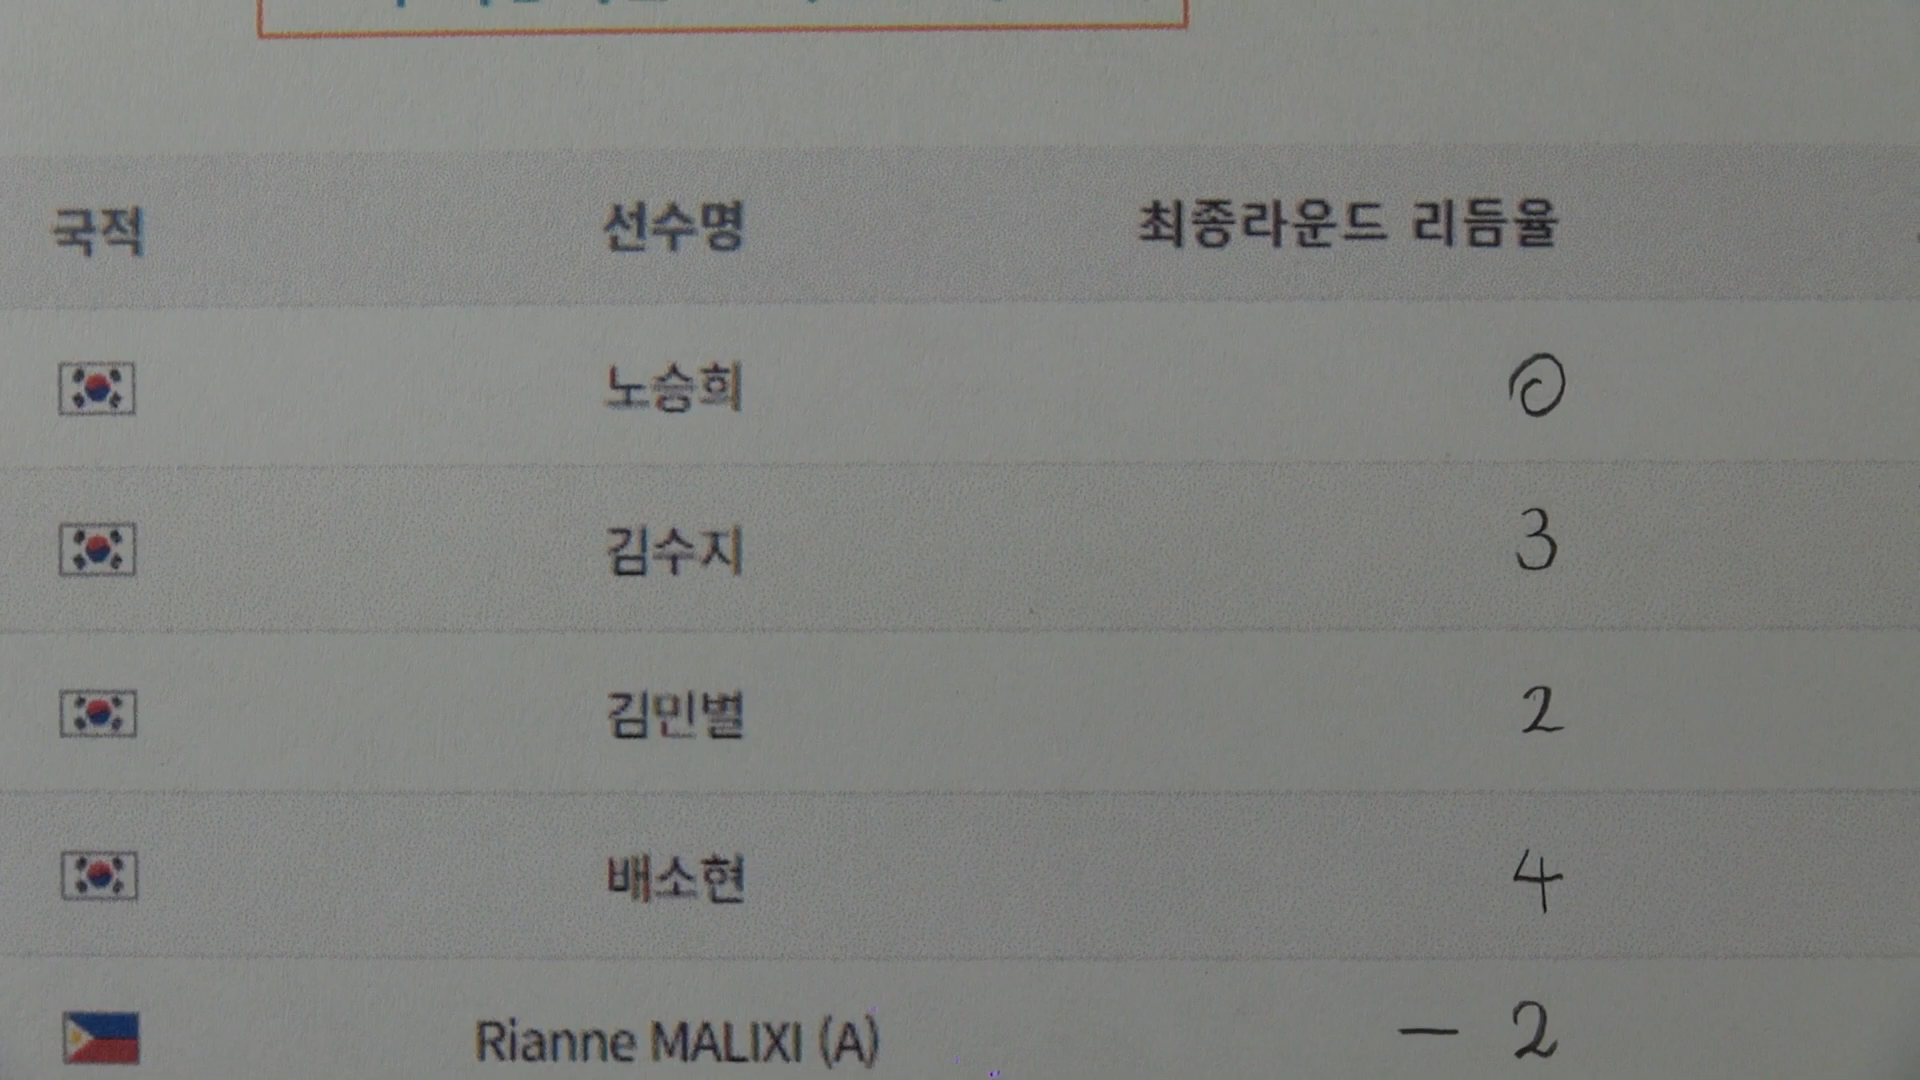 국적 선수명 최종라운드 리듬율
노승희 0
김수지 3
김민별 2
배소현 4
Rianne MALIXI (A) - 2